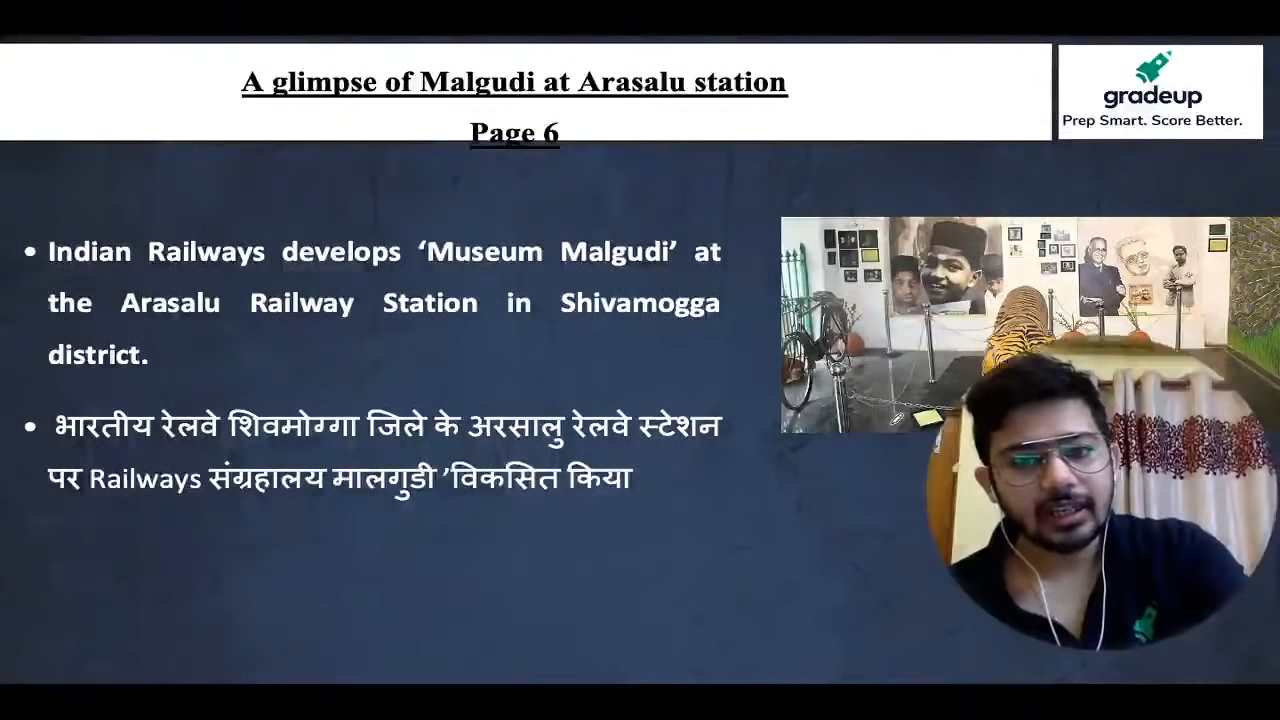 A glimpse of Malgudi at Arasalu station
Page 6
gradeup
Prep Smart. Score Better.
• Indian Railways develops ‘Museum Malgudi’ at
the Arasalu Railway Station in Shivamogga
district.
• भारतीय रेलवे शिवमोग्गा जिले के अरसालु रेलवे स्टेशन
पर Railways संग्रहालय मालगुडी ’विकसित किया